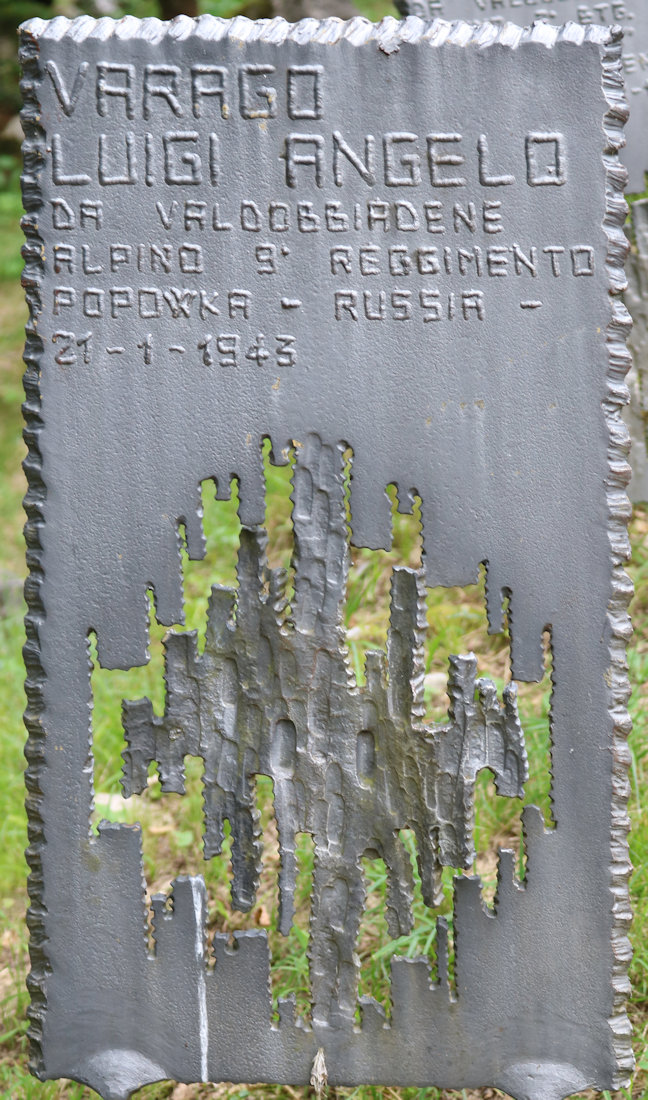 VARAGO
LUIGI ANGELO
DA VALDOBBIADENE
ALPINO 9° REGGIMENTO
POPOWKA - RUSSIA -
21-1-1943